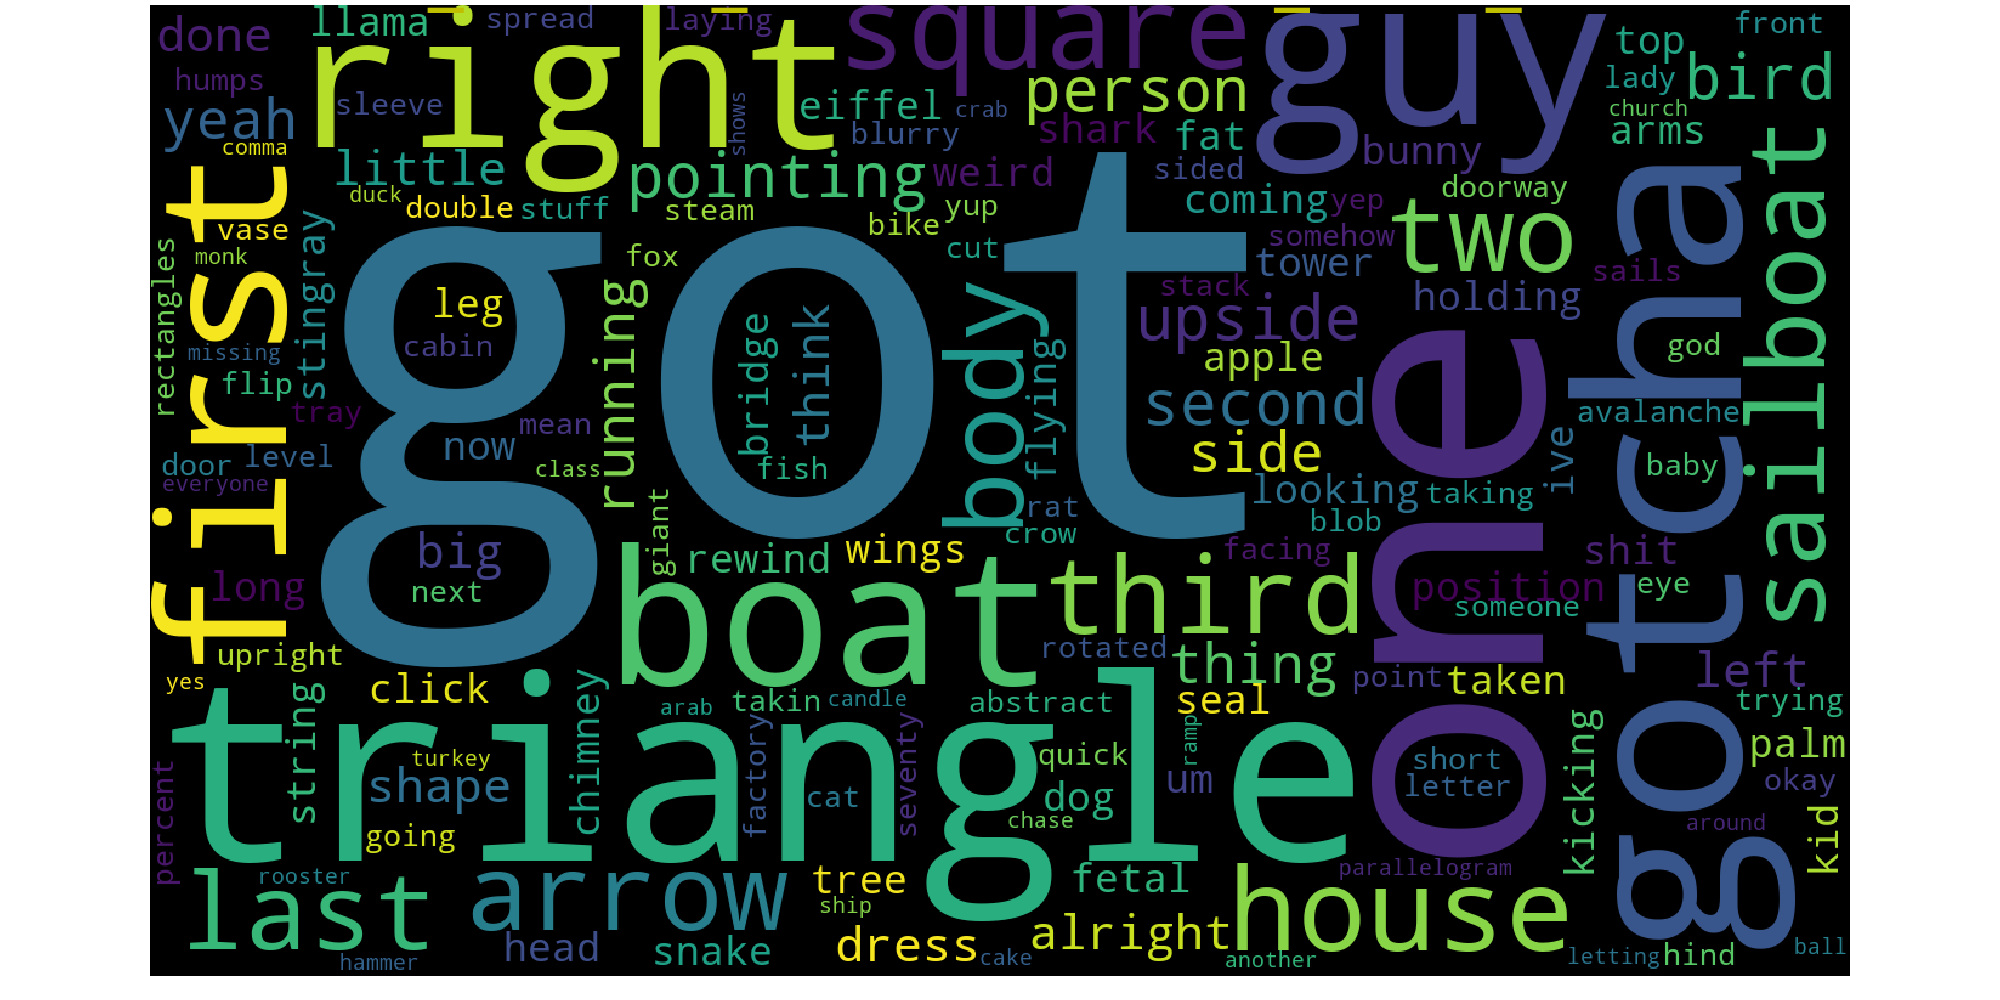 done
llama
spread
laying
square
guy
top
front
humps
right
person
lady
bird
yeah
sleeve
shows
eiffel
crab
blurry
shark
fat
church
arms
comma
little
pointing
weird
sided
bunny
first
duck
double
stuff
steam
bike
yup
coming
yep
doorway
vase
monk
stingray
fox
cut
somehow
tower
two
sails
rectangles
leg
got
stack
holding
gotcha
sailboat
missing
cabin
running
bridge
think
body
flying
upside
one
god
flip
tray
mean
apple
second
avalanche
door
level
now
class
fish
side
ive
baby
everyone
looking
taking
rat
blob
crow
big
giant
rewind
wings
facing
shit
long
next
boat
third
position
someone
eye
upright
rotated
thing
left
yes
click
chimney
arab
takin
candle
abstract
seal
point
taken
trying
string
triangle
turkey
factory
seventy
quick
ramp
short
letter
kicking
palm
percent
shape
cat
dog
um
okay
going
chase
around
kid
last
rooster
arrow
tree
fetal
parallelogram
house
ship
hammer
head
snake
dress
cake
alright
another
letting
hind
ball